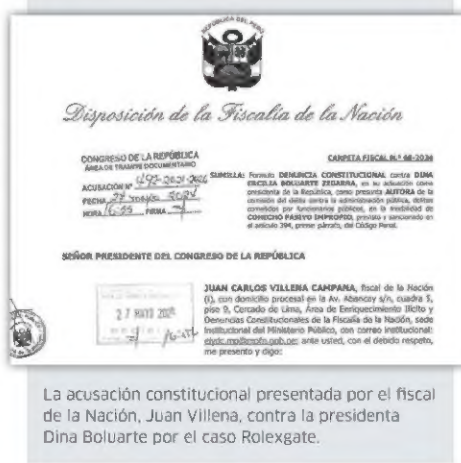 REPÚBLICA DEL PERÚ
Disposición de la Fiscalía de la Nación
CONGRESO DE LA REPÚBLICA
ÁREA DE TRÁMITE DOCUMENTARIO
ACUSACIÓN N°
FECHA 27 mayo 2024
HORA FIRMA
CARPETA FISCAL N.° 68-2024
SUMILLA: Formulo DENUNCIA CONSTITUCIONAL contra DINA
ERCILIA BOLUARTE ZEGARRA, en su actuación como
presidenta de la República, como presunta AUTORA de la
comisión del delito contra la administración pública, delitos
cometidos por funcionarios públicos, en la modalidad de
COHECHO PASIVO IMPROPIO, previsto y sancionado en
el artículo 394, primer párrafo, del Código Penal.
SEÑOR PRESIDENTE DEL CONGRESO DE LA REPÚBLICA
JUAN CARLOS VILLENA CAMPANA, fiscal de la Nación
(i), con domicilio procesal en la Av. Abancay s/n, cuadra 5,
piso 9, Cercado de Lima, Área de Enriquecimiento Ilícito y
Denuncias Constitucionales de la Fiscalía de la Nación, sede
institucional del Ministerio Público, con correo institucional:
ante usted, con el debido respeto,
me presento y digo:
27 MAYO 2024
La acusación constitucional presentada por el fiscal
de la Nación, Juan Villena, contra la presidenta
Dina Boluarte por el caso Rolexgate.